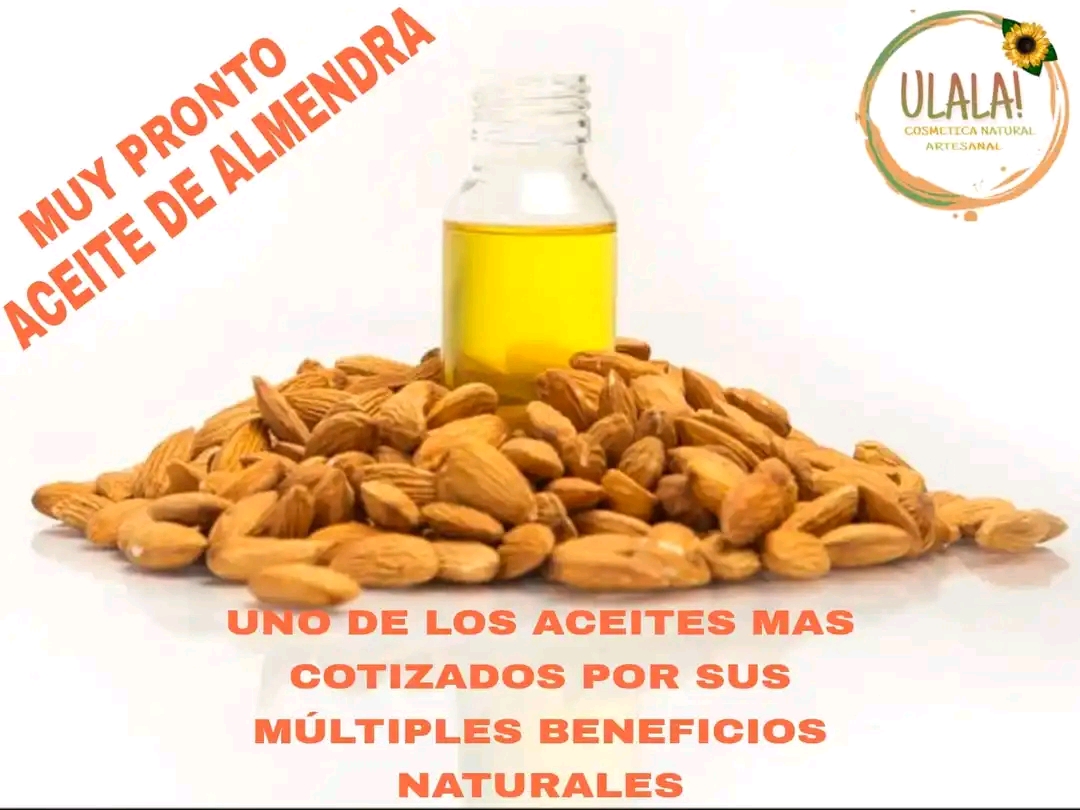 MUY PRONTO
ACEITE DE ALMENDRA
ULALA!
COSMETICA NATURAL
ARTESANAL
UNO DE LOS ACEITES MAS
COTIZADOS POR SUS
MÚLTIPLES BENEFICIOS
NATURALES